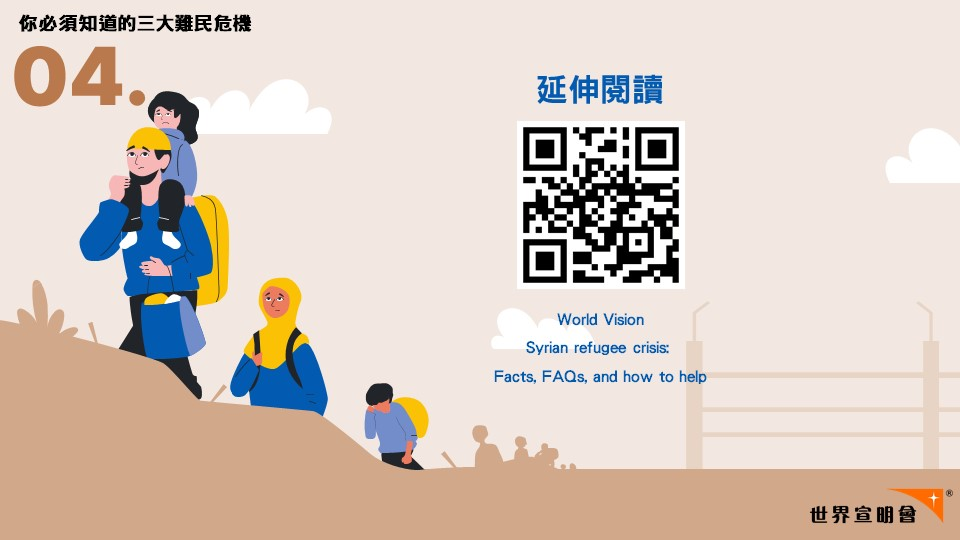 你必須知道的三大難民危機
04.
延伸閱讀
World Vision
Syrian refugee crisis:
Facts, FAQs, and how to help
世界宣明會®